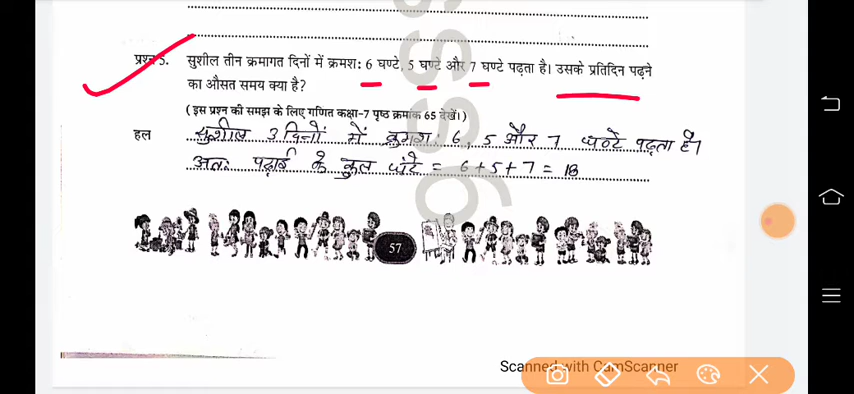 प्रश्न 5. सुशील तीन क्रमागत दिनों में क्रमश: 6 घण्टे, 5 घण्टे और 7 घण्टे पढ़ता है। उसके प्रतिदिन पढ़ने
का औसत समय क्या है?
(इस प्रश्न की समझ के लिए गणित कक्षा-7 पृष्ठ क्रमांक 65 देखें।)
हल सुशील 3 दिनों में क्रमश: 6, 5 और 7 घण्टे पढ़ता है।
अतः पढ़ाई के कुल घंटे = 6+5+7 = 18
57
Scanned with CamScanner